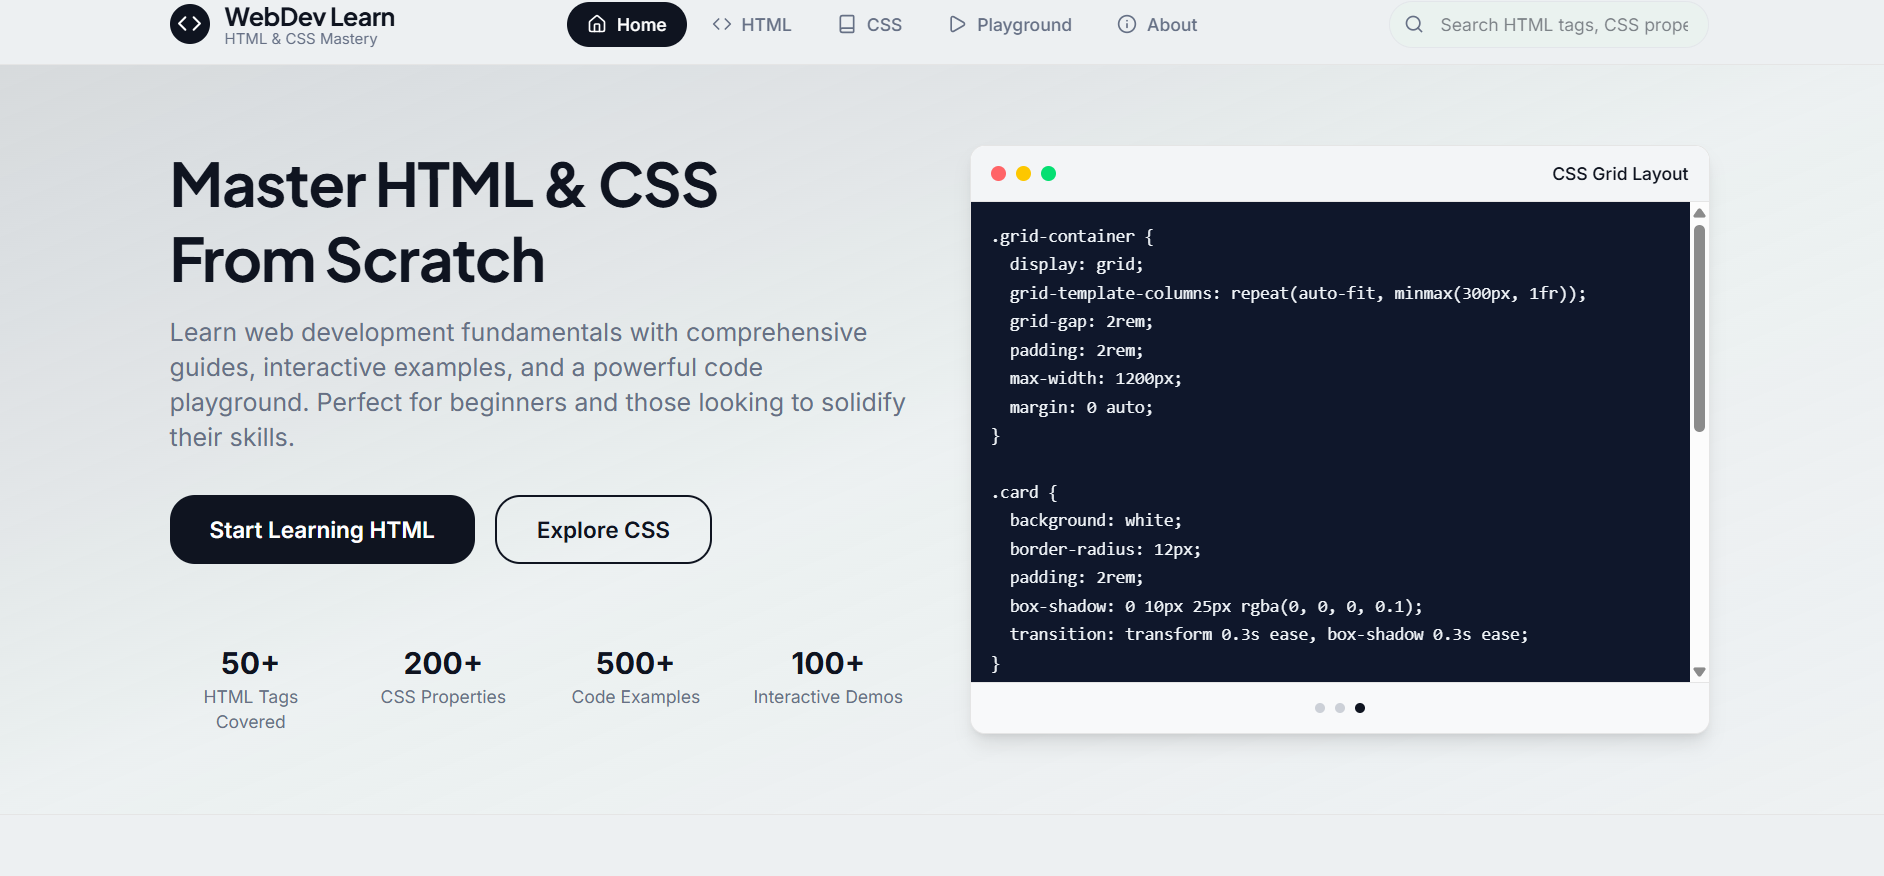 WebDev Learn
HTML & CSS Mastery
Home
HTML
CSS
Playground
About
Search HTML tags, CSS prope
Master HTML & CSS
From Scratch
Learn web development fundamentals with comprehensive
guides, interactive examples, and a powerful code
playground. Perfect for beginners and those looking to solidify
their skills.
Start Learning HTML
Explore CSS
50+
HTML Tags
Covered
200+
CSS Properties
500+
Code Examples
100+
Interactive Demos
CSS Grid Layout
.grid-container {
  display: grid;
  grid-template-columns: repeat(auto-fit, minmax(300px, 1fr));
  grid-gap: 2rem;
  padding: 2rem;
  max-width: 1200px;
  margin: 0 auto;
}
.card {
  background: white;
  border-radius: 12px;
  padding: 2rem;
  box-shadow: 0 10px 25px rgba(0, 0, 0, 0.1);
  transition: transform 0.3s ease, box-shadow 0.3s ease;
}